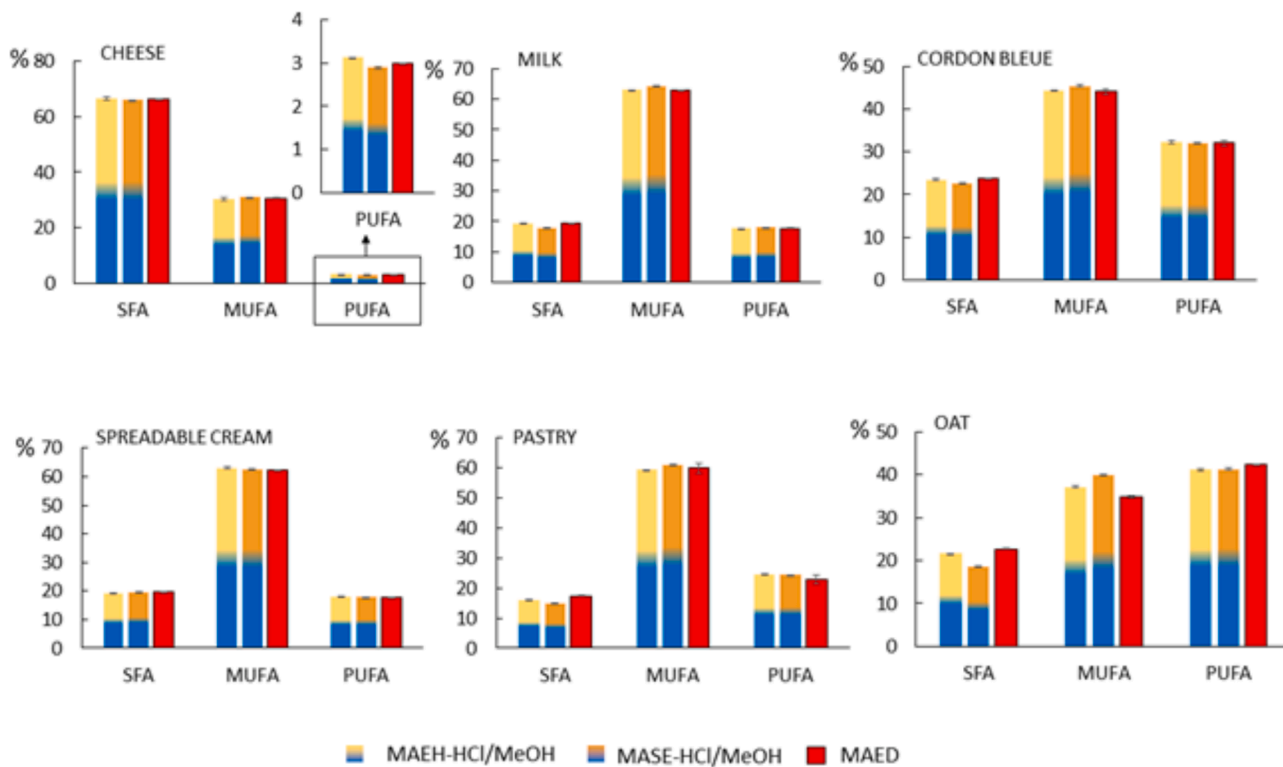 CHEESE
%
80
60
40
20
0
SFA
MUFA
PUFA
4
3
2
1
0
PUFA
MILK
%
70
60
50
40
30
20
10
0
SFA
MUFA
PUFA
CORDON BLEUE
%
50
40
30
20
10
0
SFA
MUFA
PUFA
SPREADABLE CREAM
%
70
60
50
40
30
20
10
0
SFA
MUFA
PUFA
PASTRY
%
70
60
50
40
30
20
10
0
SFA
MUFA
PUFA
OAT
%
50
40
30
20
10
0
SFA
MUFA
PUFA
MAEH-HCl/MeOH
MASE-HCl/MeOH
MAED